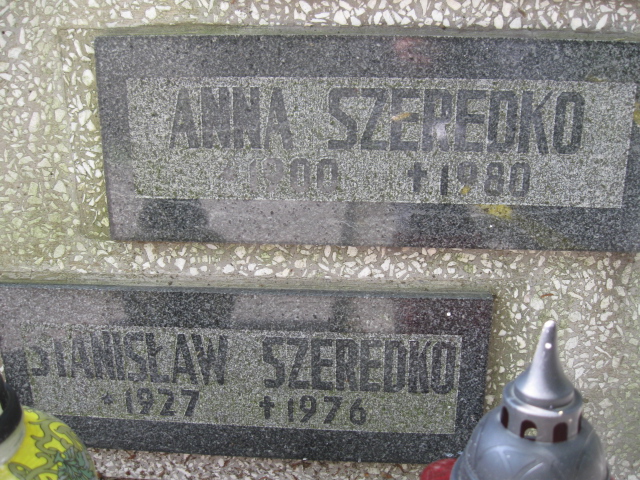 ANNA SZEREDKO
*1900 †1980
STANISŁAW SZEREDKO
*1927 †1976